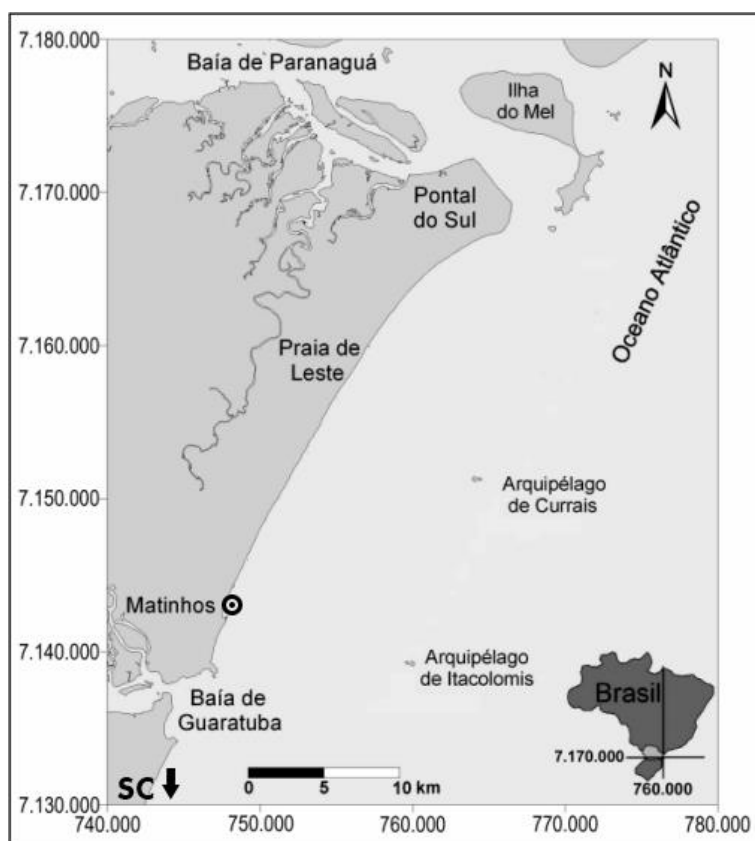 7.180.000
Baía de Paranaguá
Ilha
do Mel
N
7.170.000
Pontal
do Sul
Oceano Atlântico
7.160.000
Praia de
Leste
7.150.000
Arquipélago
de Currais
Matinhos
7.140.000
Arquipélago
de Itacolomis
Baía de
Guaratuba
Brasil
7.170.000
760.000
SC
0 5 10 km
7.130.000
740.000 750.000 760.000 770.000 780.000